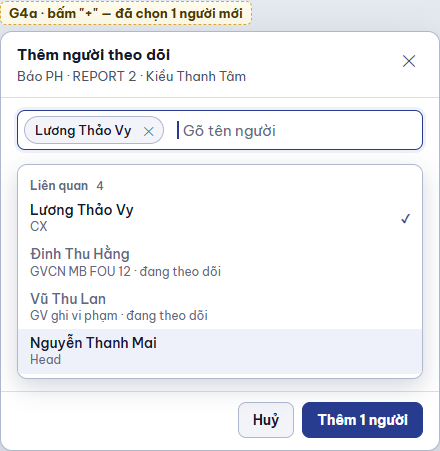 G4a · bấm "+" — đã chọn 1 người mới
Thêm người theo dõi
Báo PH · REPORT 2 · Kiều Thanh Tâm
Lương Thảo Vy
Gõ tên người
Liên quan 4
Lương Thảo Vy
CX
Đinh Thu Hằng
GVCN MB FOU 12 · đang theo dõi
Vũ Thu Lan
GV ghi vi phạm · đang theo dõi
Nguyễn Thanh Mai
Head
Huỷ
Thêm 1 người